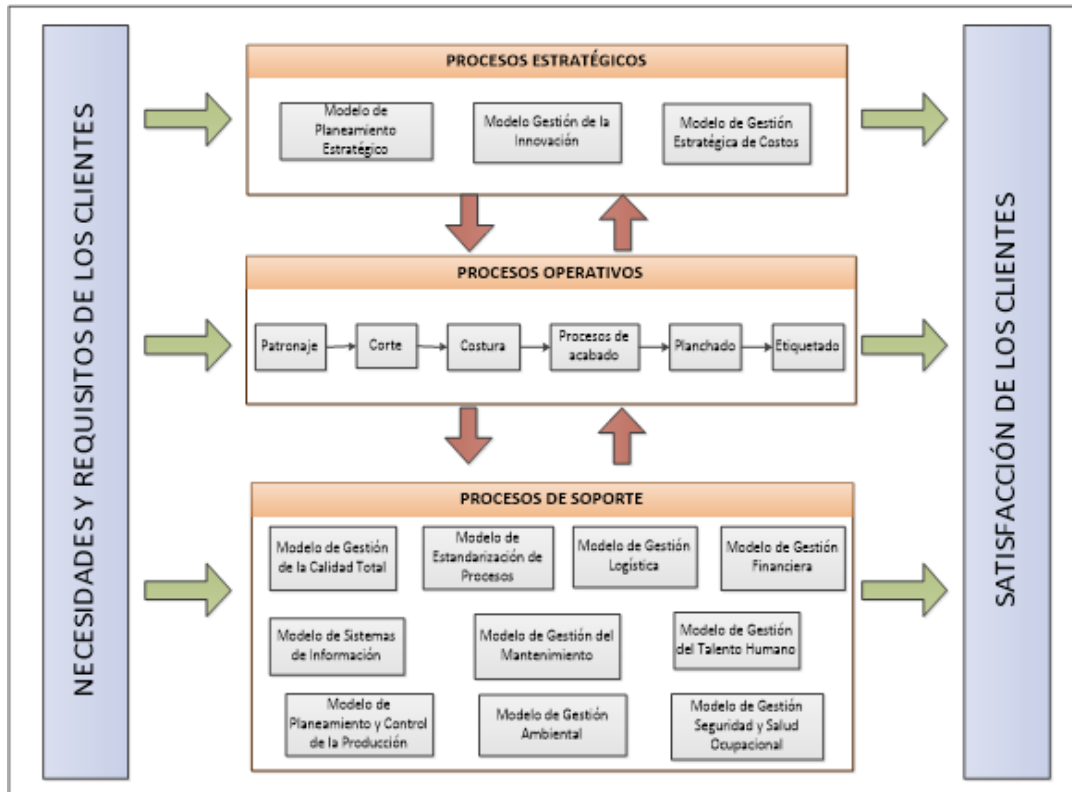 NECESIDADES Y REQUISITOS DE LOS CLIENTES
PROCESOS ESTRATÉGICOS
Modelo de
Planeamiento
Estratégico
Modelo Gestión de la
Innovación
Modelo de Gestión
Estratégica de Costos
PROCESOS OPERATIVOS
Patronaje
Corte
Costura
Procesos de
acabado
Planchado
Etiquetado
PROCESOS DE SOPORTE
Modelo de Gestión
de la Calidad Total
Modelo de
Estandarización de
Procesos
Modelo de Gestión
Logística
Modelo de Gestión
Financiera
Modelo de Sistemas
de Información
Modelo de Gestión del
Mantenimiento
Modelo de Gestión
del Talento Humano
Modelo de
Planeamiento y Control
de la Producción
Modelo de Gestión
Ambiental
Modelo de Gestión
Seguridad y Salud
Ocupacional
SATISFACCIÓN DE LOS CLIENTES